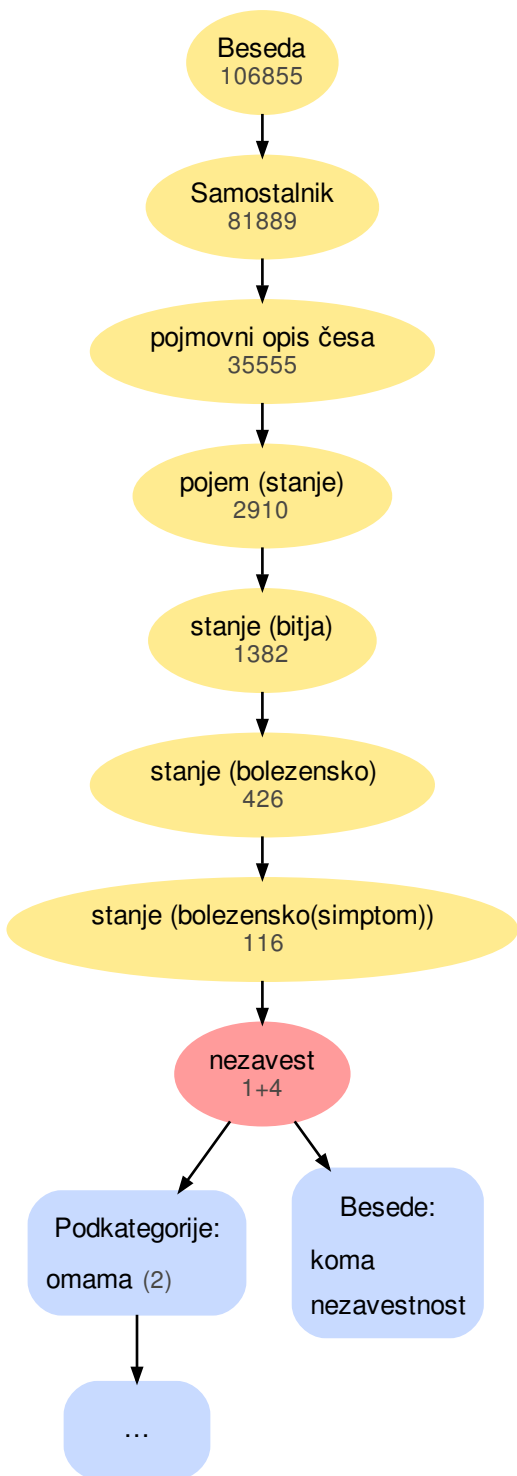 Beseda
106855
Samostalnik
81889
pojmovni opis česa
35555
pojem (stanje)
2910
stanje (bitja)
1382
stanje (bolezensko)
426
stanje (bolezensko(simptom))
116
nezavest
1+4
Podkategorije:
omama (2)
Besede:
koma
nezavestnost
…